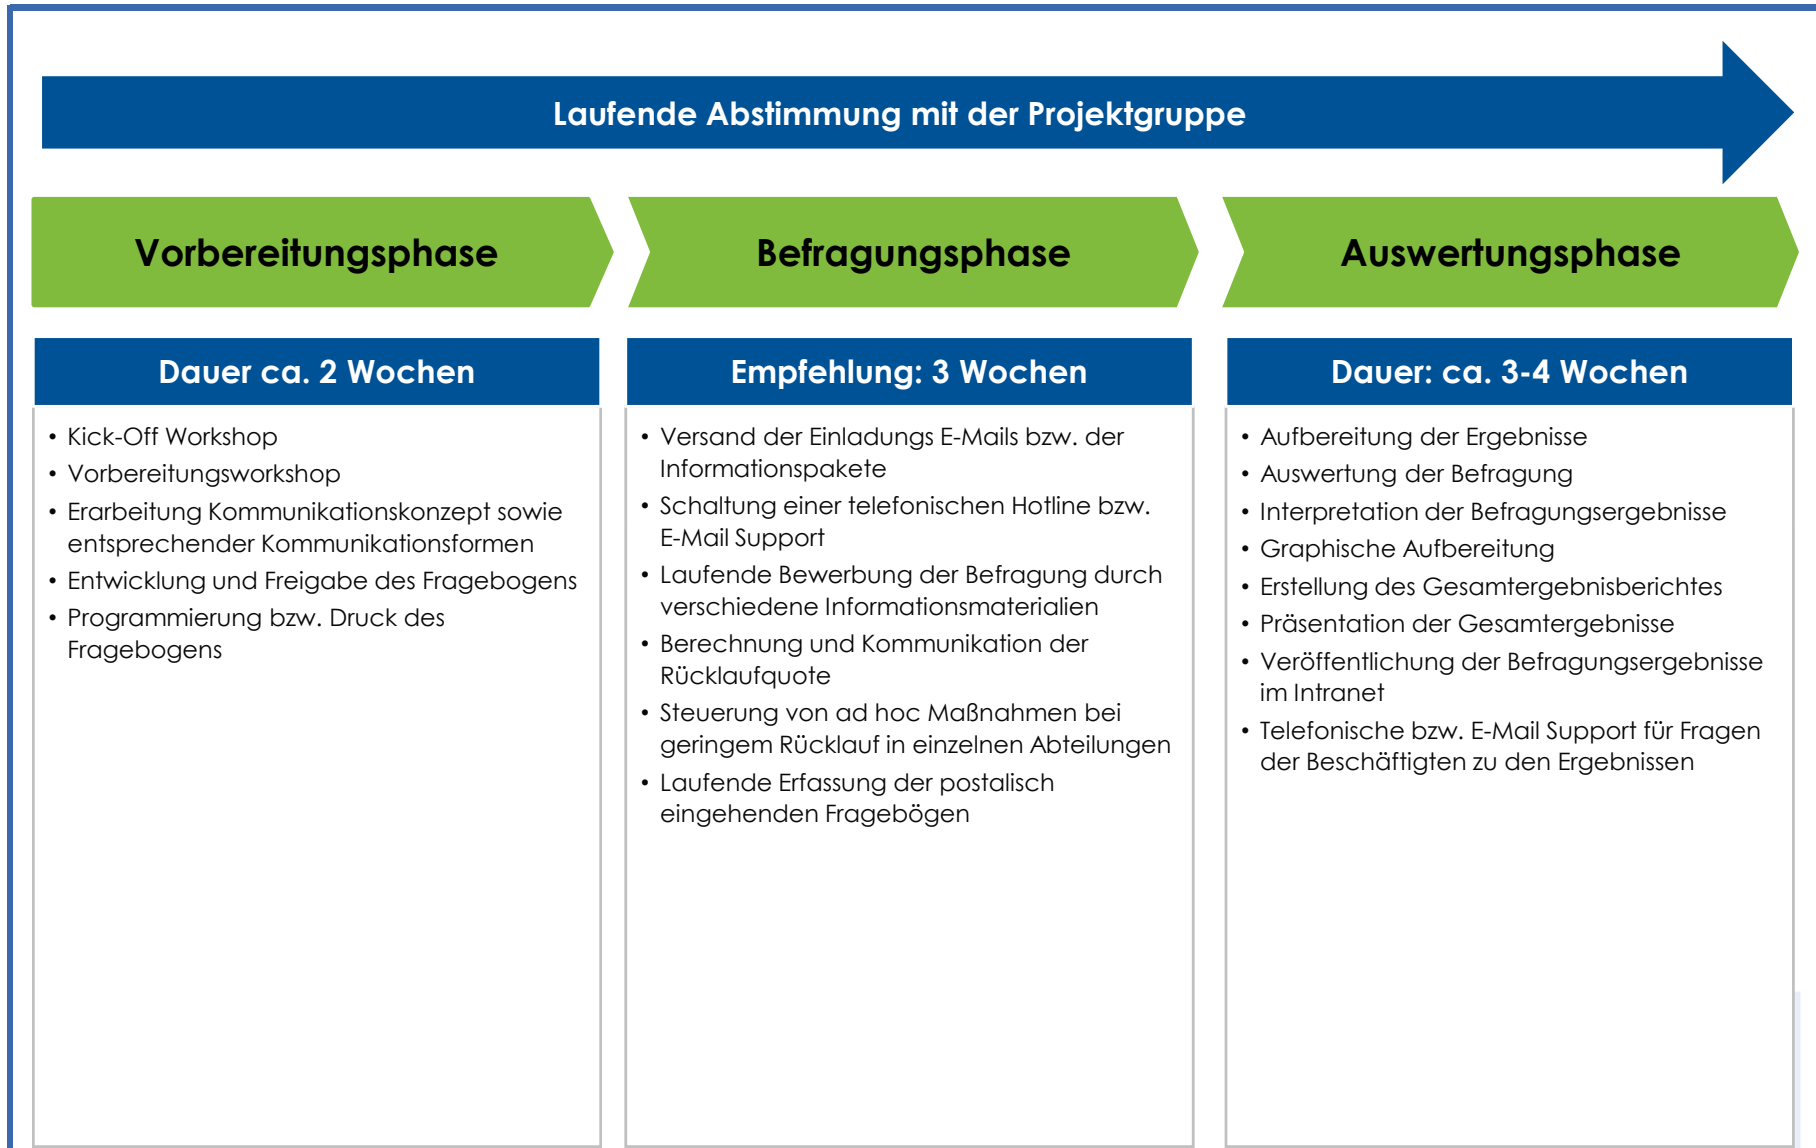 Laufende Abstimmung mit der Projektgruppe
Vorbereitungsphase
Befragungsphase
Auswertungsphase
Dauer ca. 2 Wochen
• Kick-Off Workshop
• Vorbereitungsworkshop
• Erarbeitung Kommunikationskonzept sowie
entsprechender Kommunikationsformen
• Entwicklung und Freigabe des Fragebogens
• Programmierung bzw. Druck des
Fragebogens
Empfehlung: 3 Wochen
• Versand der Einladungs E-Mails bzw. der
Informationspakete
• Schaltung einer telefonischen Hotline bzw.
E-Mail Support
• Laufende Bewerbung der Befragung durch
verschiedene Informationsmaterialien
• Berechnung und Kommunikation der
Rücklaufquote
• Steuerung von ad hoc Maßnahmen bei
geringem Rücklauf in einzelnen Abteilungen
• Laufende Erfassung der postalisch
eingehenden Fragebögen
Dauer: ca. 3-4 Wochen
• Aufbereitung der Ergebnisse
• Auswertung der Befragung
• Interpretation der Befragungsergebnisse
• Graphische Aufbereitung
• Erstellung des Gesamtergebnisberichtes
• Präsentation der Gesamtergebnisse
• Veröffentlichung der Befragungsergebnisse
im Intranet
• Telefonische bzw. E-Mail Support für Fragen
der Beschäftigten zu den Ergebnissen